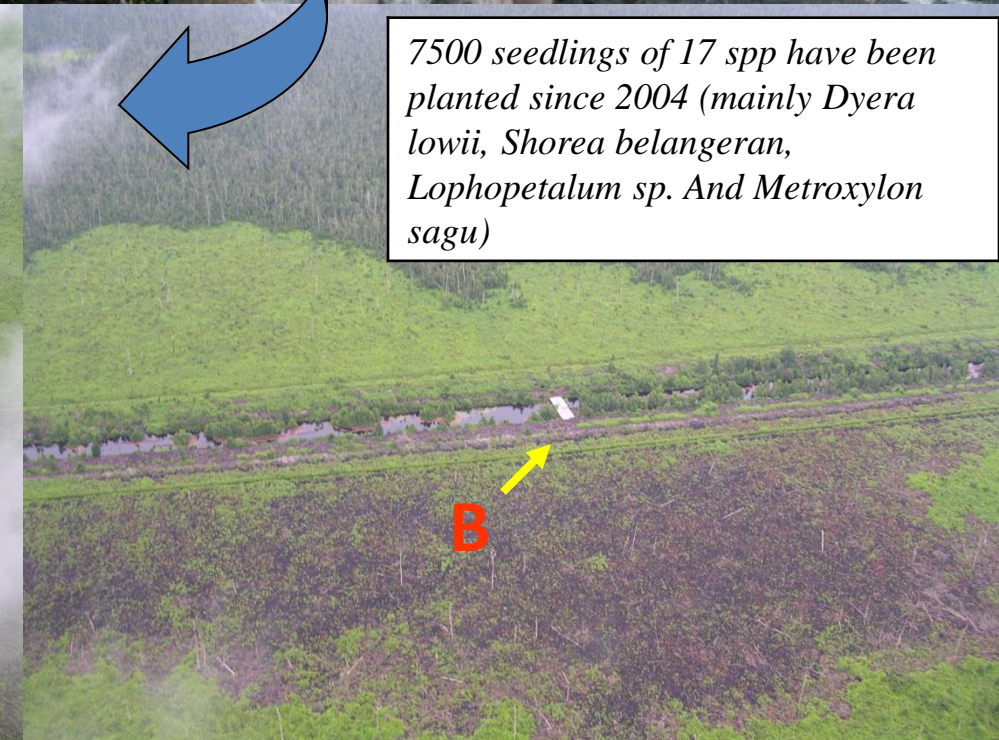 7500 seedlings of 17 spp have been
planted since 2004 (mainly Dyera
lowii, Shorea belangeran,
Lophopetalum sp. And Metroxylon
sagu)
B